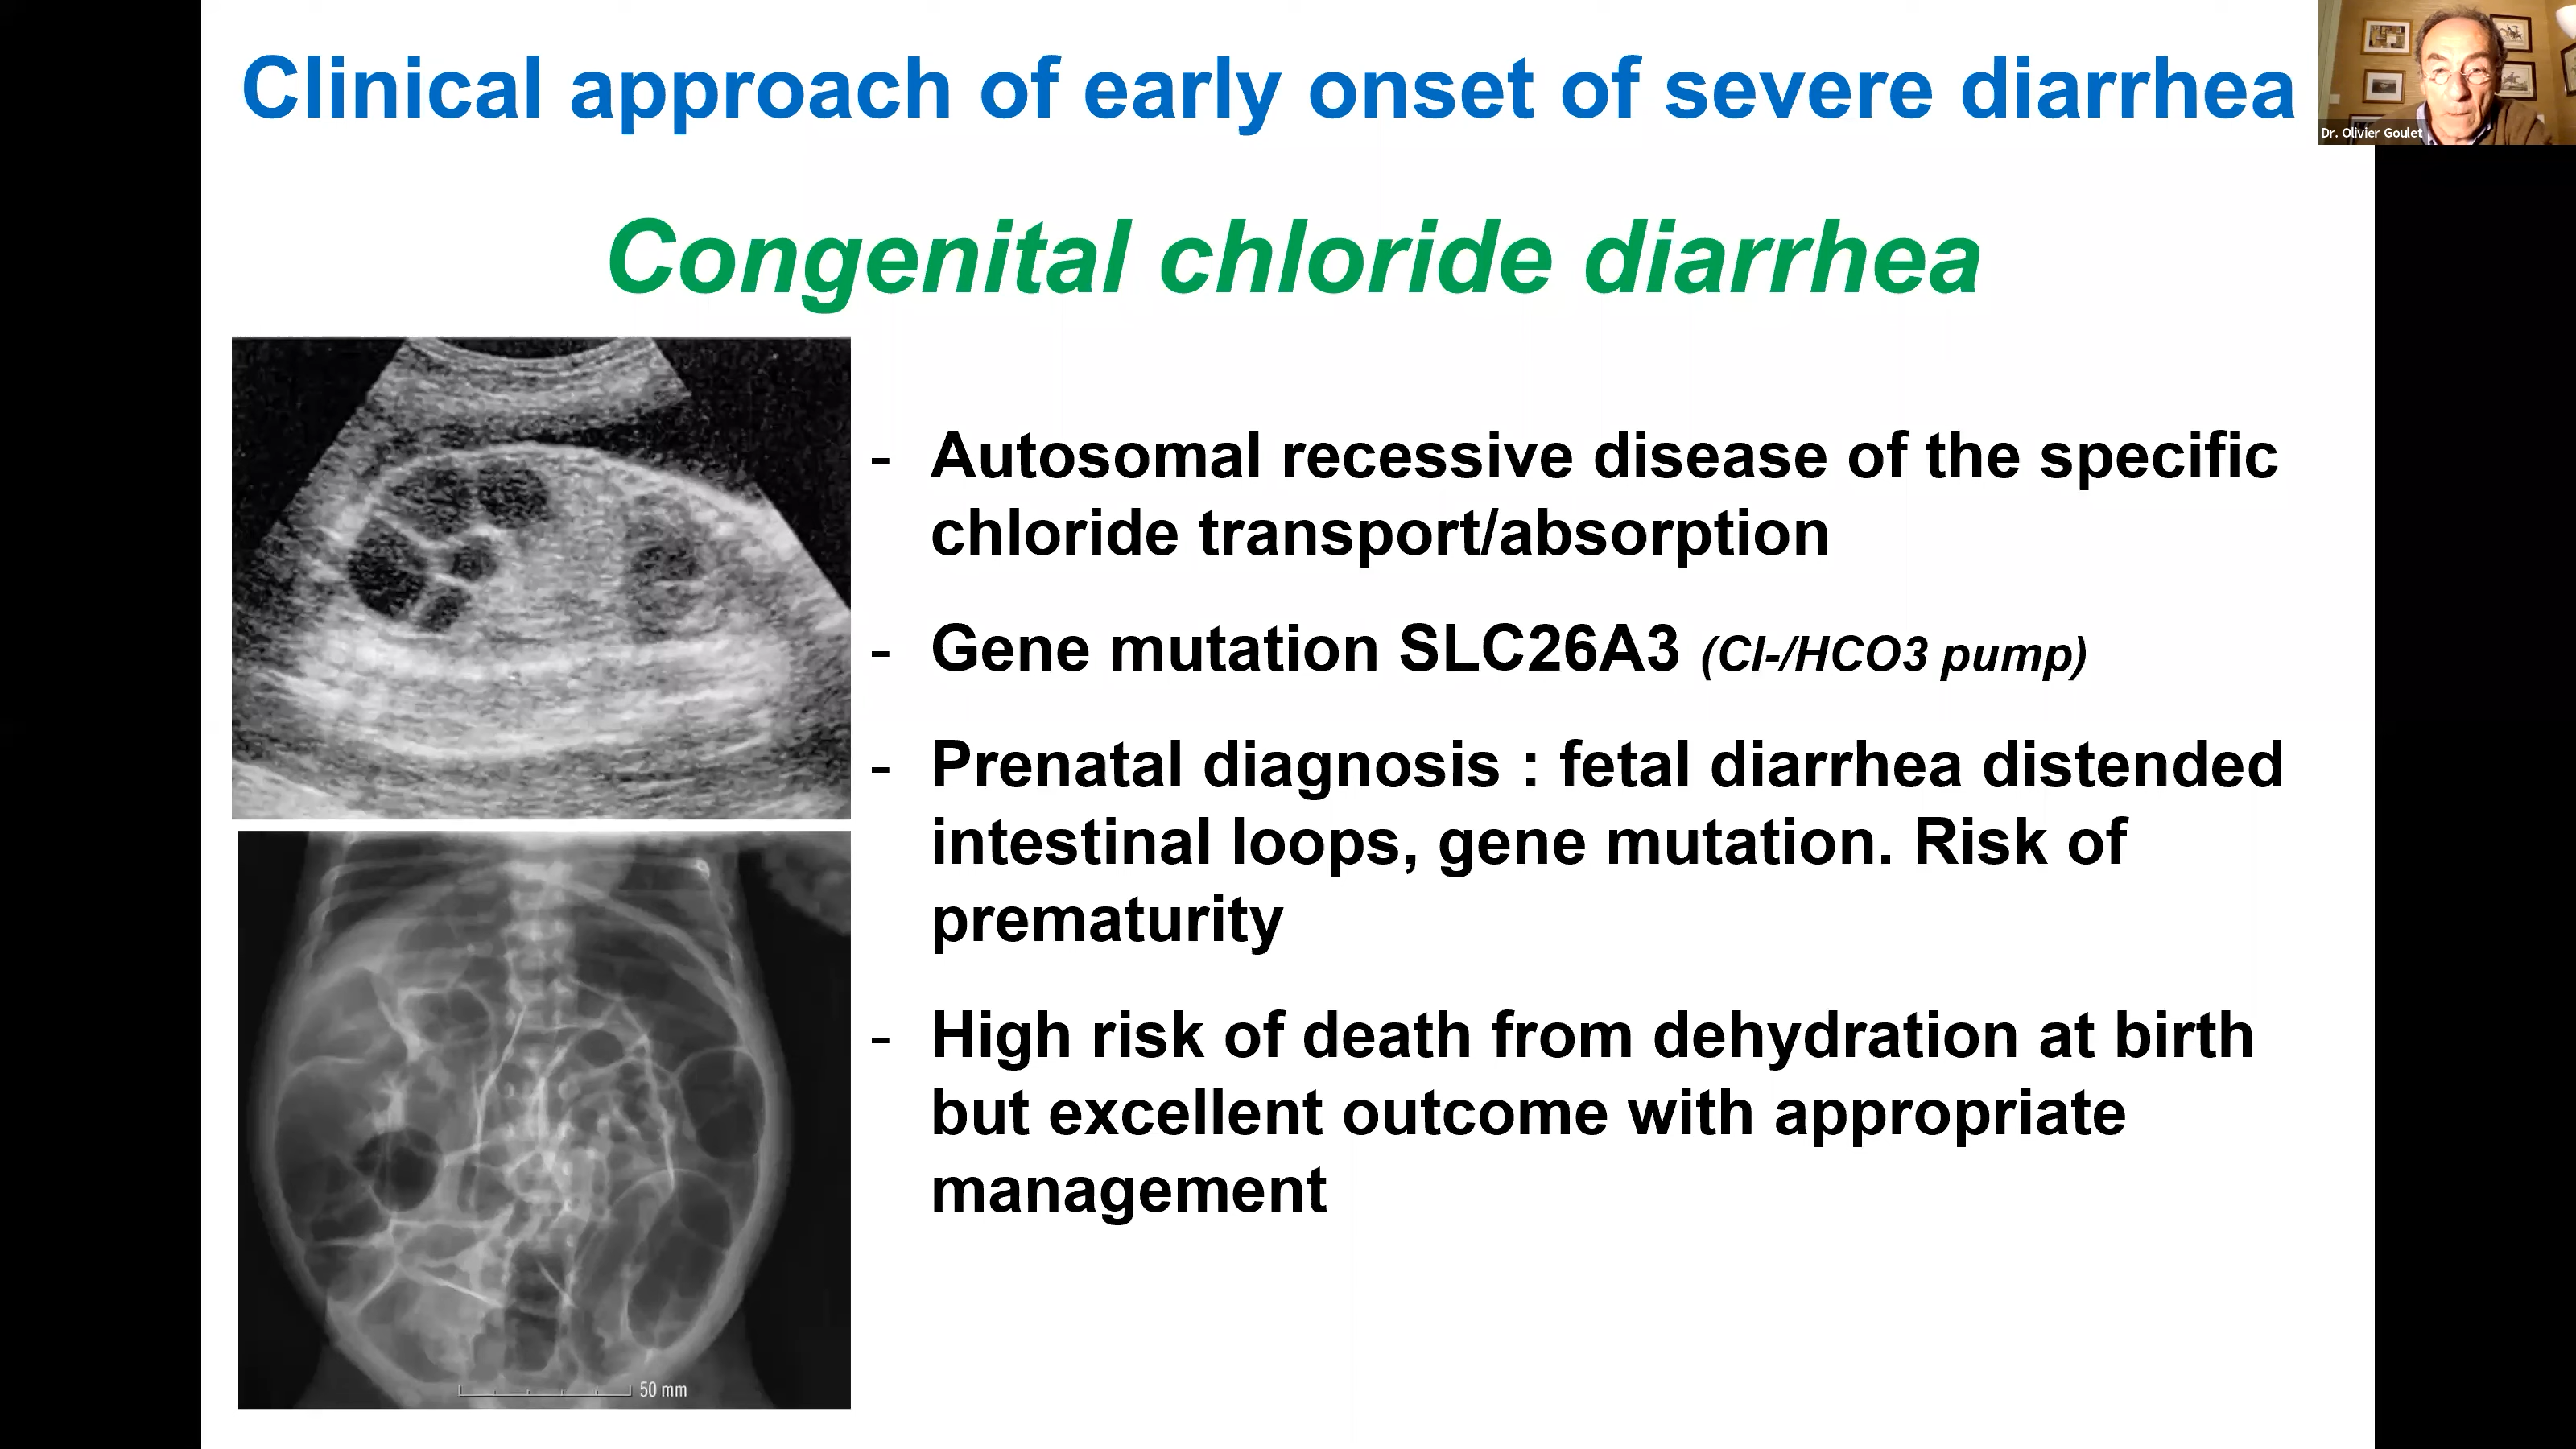 Clinical approach of early onset of severe diarrhea
Dr. Olivier Goulet
Congenital chloride diarrhea
- Autosomal recessive disease of the specific
chloride transport/absorption
- Gene mutation SLC26A3 (Cl-/HCO3 pump)
- Prenatal diagnosis : fetal diarrhea distended
intestinal loops, gene mutation. Risk of
prematurity
- High risk of death from dehydration at birth
but excellent outcome with appropriate
management
50 mm